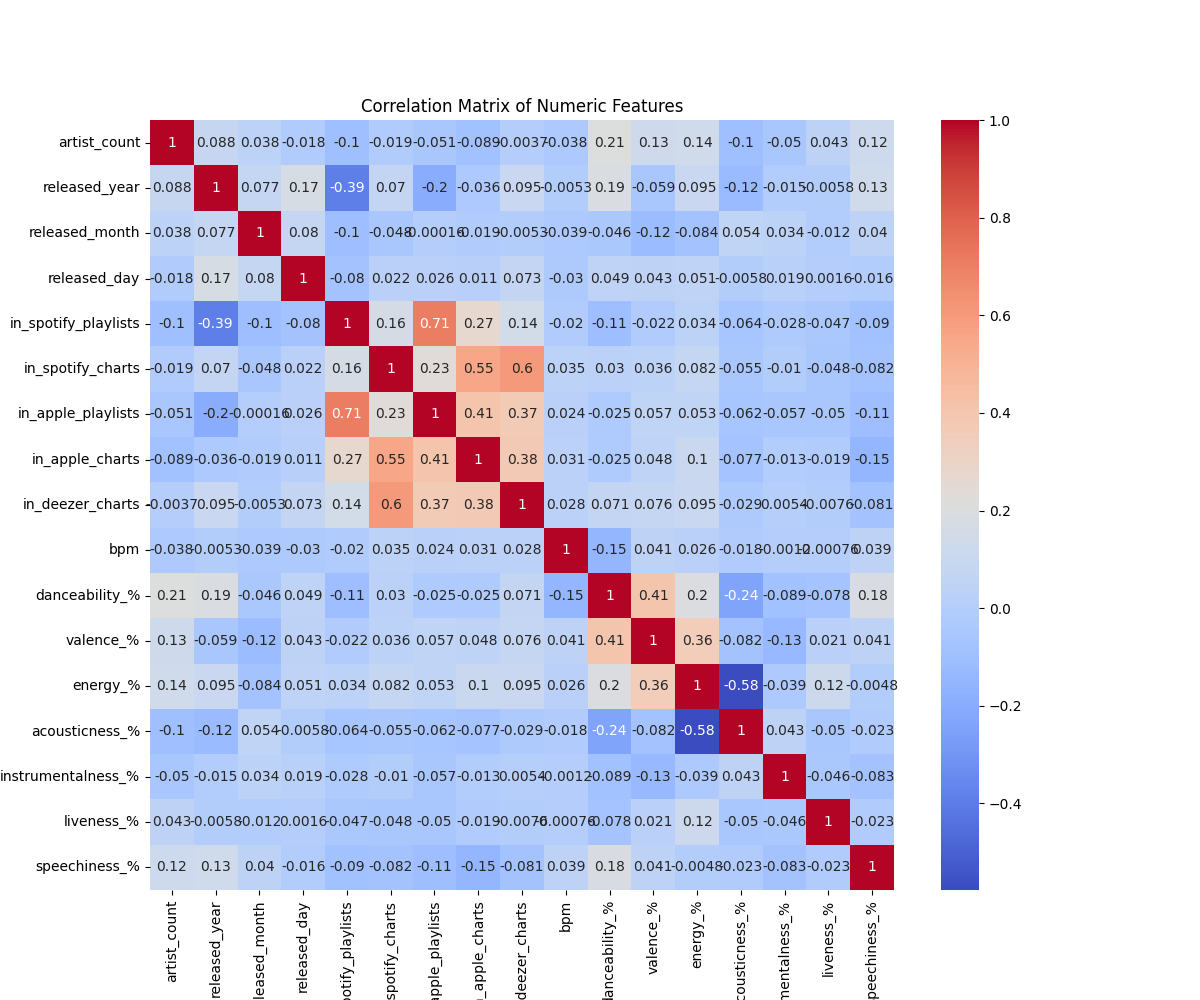 Correlation Matrix of Numeric Features
artist_count 1 0.088 0.038 -0.018 -0.1 -0.019 -0.051 -0.089 -0.0037 -0.038 0.21 0.13 0.14 -0.1 -0.05 0.043 0.12
released_year 0.088 1 0.077 0.17 -0.39 0.07 -0.2 -0.036 0.095 -0.0053 0.19 -0.059 0.095 -0.12 -0.015 -0.0058 0.13
released_month 0.038 0.077 1 0.08 -0.1 -0.048 -0.00016 -0.019 -0.0053 -0.039 -0.046 -0.12 -0.084 0.054 0.034 -0.012 0.04
released_day -0.018 0.17 0.08 1 -0.08 0.022 0.026 0.011 0.073 -0.03 0.049 0.043 0.051 -0.0058 0.019 0.0016 -0.016
in_spotify_playlists -0.1 -0.39 -0.1 -0.08 1 0.16 0.71 0.27 0.14 -0.02 -0.11 -0.022 0.034 -0.064 -0.028 -0.047 -0.09
in_spotify_charts -0.019 0.07 -0.048 0.022 0.16 1 0.23 0.55 0.6 0.035 0.03 0.036 0.082 -0.055 -0.01 -0.048 -0.082
in_apple_playlists -0.051 -0.2 -0.00016 0.026 0.71 0.23 1 0.41 0.37 0.024 -0.025 0.057 0.053 -0.062 -0.057 -0.05 -0.11
in_apple_charts -0.089 -0.036 -0.019 0.011 0.27 0.55 0.41 1 0.38 0.031 -0.025 0.048 0.1 -0.077 -0.013 -0.019 -0.15
in_deezer_charts -0.0037 0.095 -0.0053 0.073 0.14 0.6 0.37 0.38 1 0.028 0.071 0.076 0.095 -0.029 0.0054 0.0076 -0.081
bpm -0.038 -0.0053 -0.039 -0.03 -0.02 0.035 0.024 0.031 0.028 1 -0.15 0.041 0.026 -0.018 -0.0012 -0.00076 0.039
danceability_% 0.21 0.19 -0.046 0.049 -0.11 0.03 -0.025 -0.025 0.071 -0.15 1 0.41 0.2 -0.24 -0.089 -0.078 0.18
valence_% 0.13 -0.059 -0.12 0.043 -0.022 0.036 0.057 0.048 0.076 0.041 0.41 1 0.36 -0.082 -0.13 0.021 0.041
energy_% 0.14 0.095 -0.084 0.051 0.034 0.082 0.053 0.1 0.095 0.026 0.2 0.36 1 -0.58 -0.039 0.12 -0.0048
acousticness_% -0.1 -0.12 0.054 -0.0058 -0.064 -0.055 -0.062 -0.077 -0.029 -0.018 -0.24 -0.082 -0.58 1 0.043 -0.05 -0.023
instrumentalness_% -0.05 -0.015 0.034 0.019 -0.028 -0.01 -0.057 -0.013 0.0054 -0.0012 -0.089 -0.13 -0.039 0.043 1 -0.046 -0.083
liveness_% 0.043 -0.0058 -0.012 0.0016 -0.047 -0.048 -0.05 -0.019 0.0076 -0.00076 -0.078 0.021 0.12 -0.05 -0.046 1 -0.023
speechiness_% 0.12 0.13 0.04 -0.016 -0.09 -0.082 -0.11 -0.15 -0.081 0.039 0.18 0.041 -0.0048 -0.023 -0.083 -0.023 1
artist_count
released_year
leased_month
released_day
potify_playlists
spotify_charts
apple_playlists
n_apple_charts
deezer_charts
bpm
danceability_%
valence_%
energy_%
cousticness_%
mentalness_%
liveness_%
peechiness_%
1.0
0.8
0.6
0.4
0.2
0.0
−0.2
−0.4